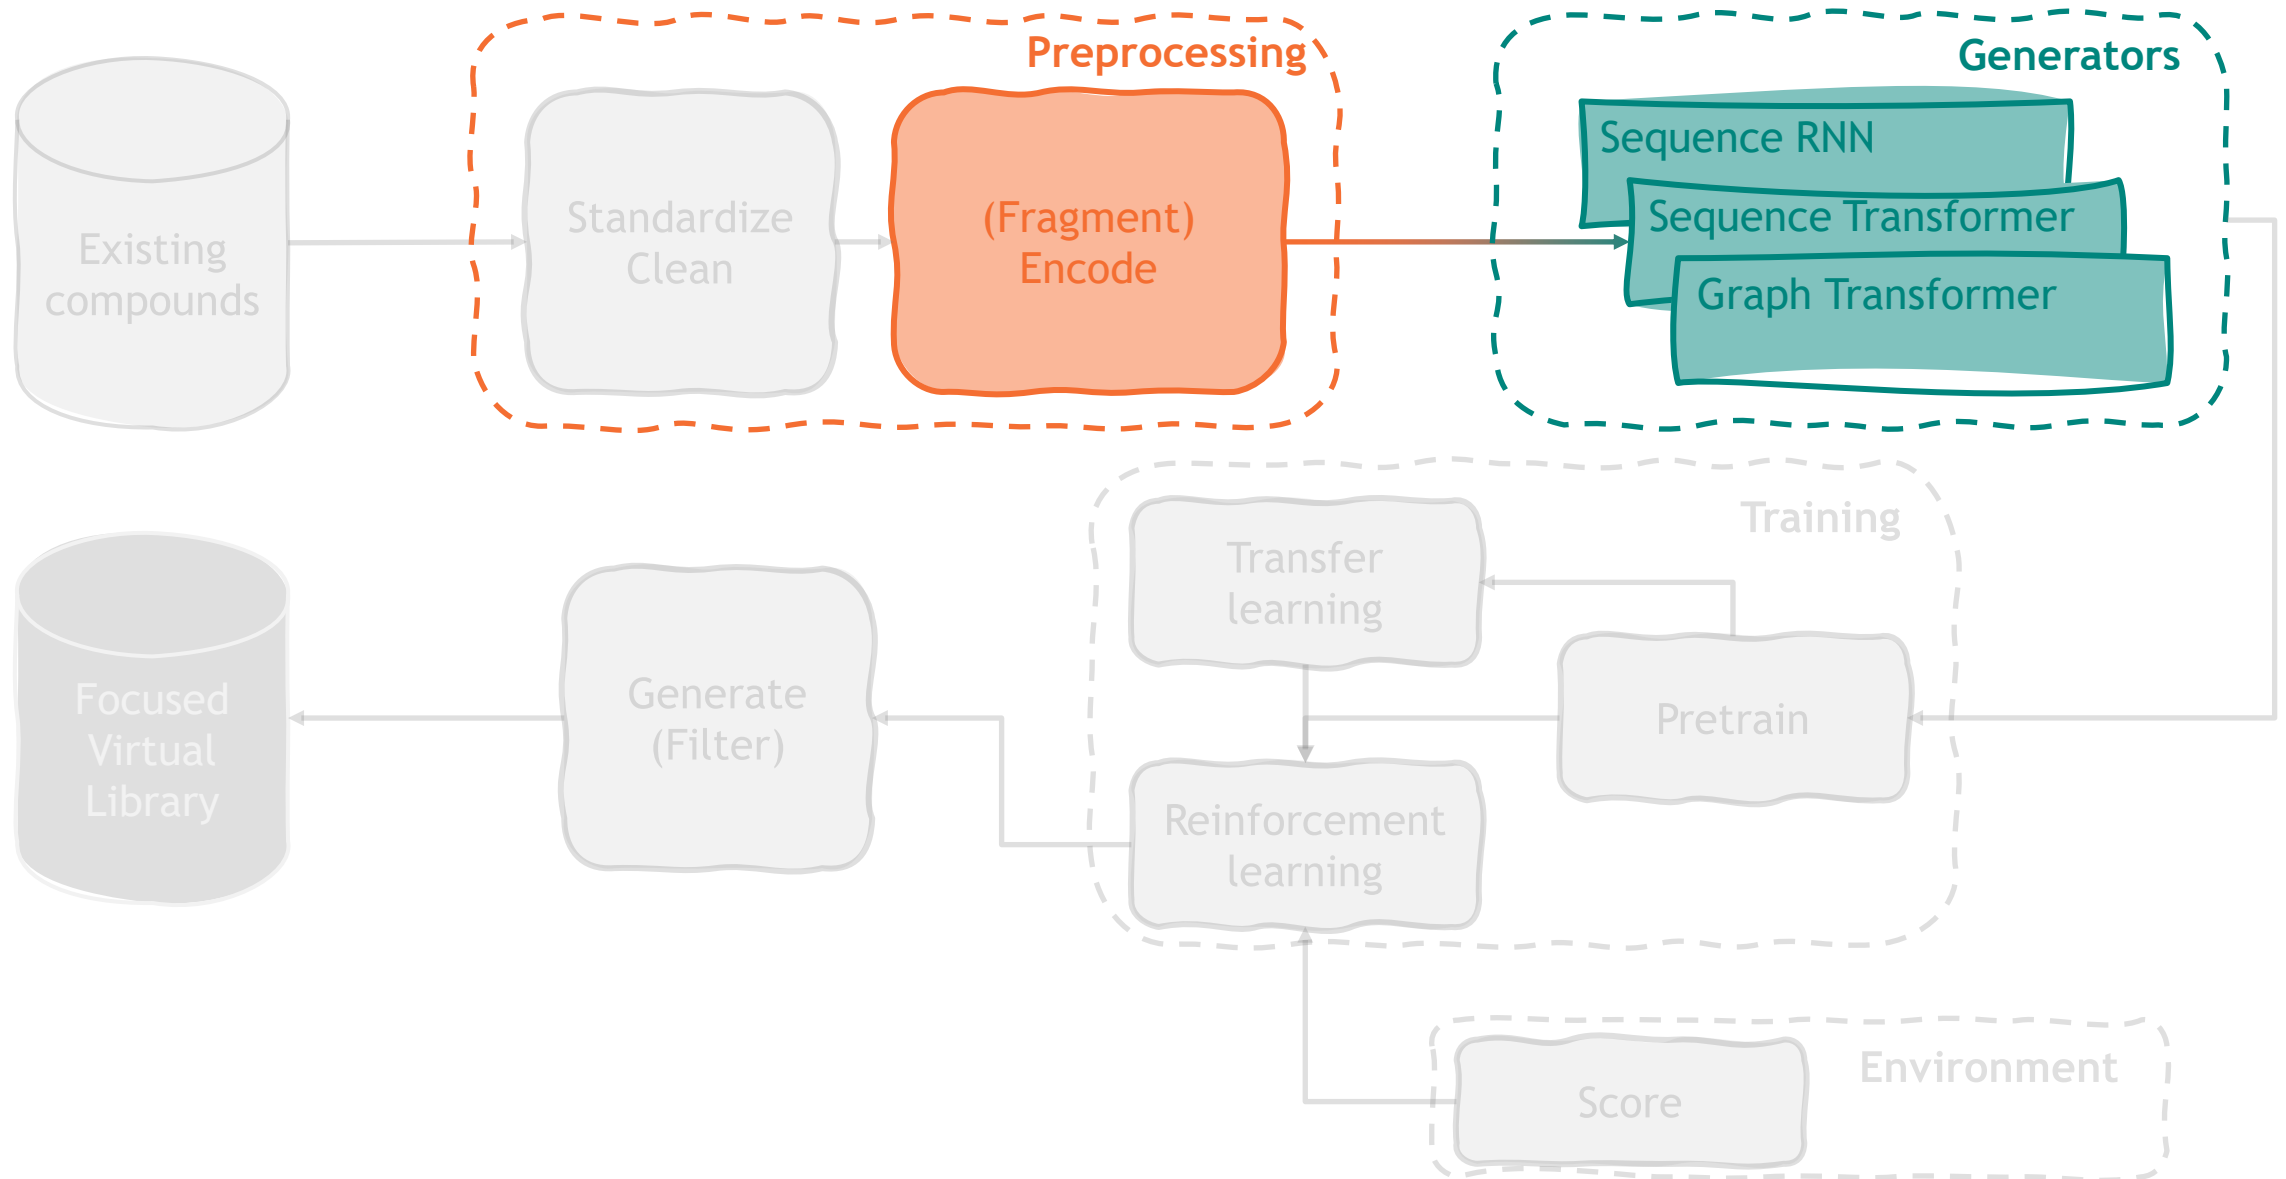 Preprocessing
Generators
Existing
compounds
Standardize
Clean
(Fragment)
Encode
Sequence RNN
Sequence Transformer
Graph Transformer
Training
Transfer
learning
Pretrain
Reinforcement
learning
Generate
(Filter)
Focused
Virtual
Library
Environment
Score